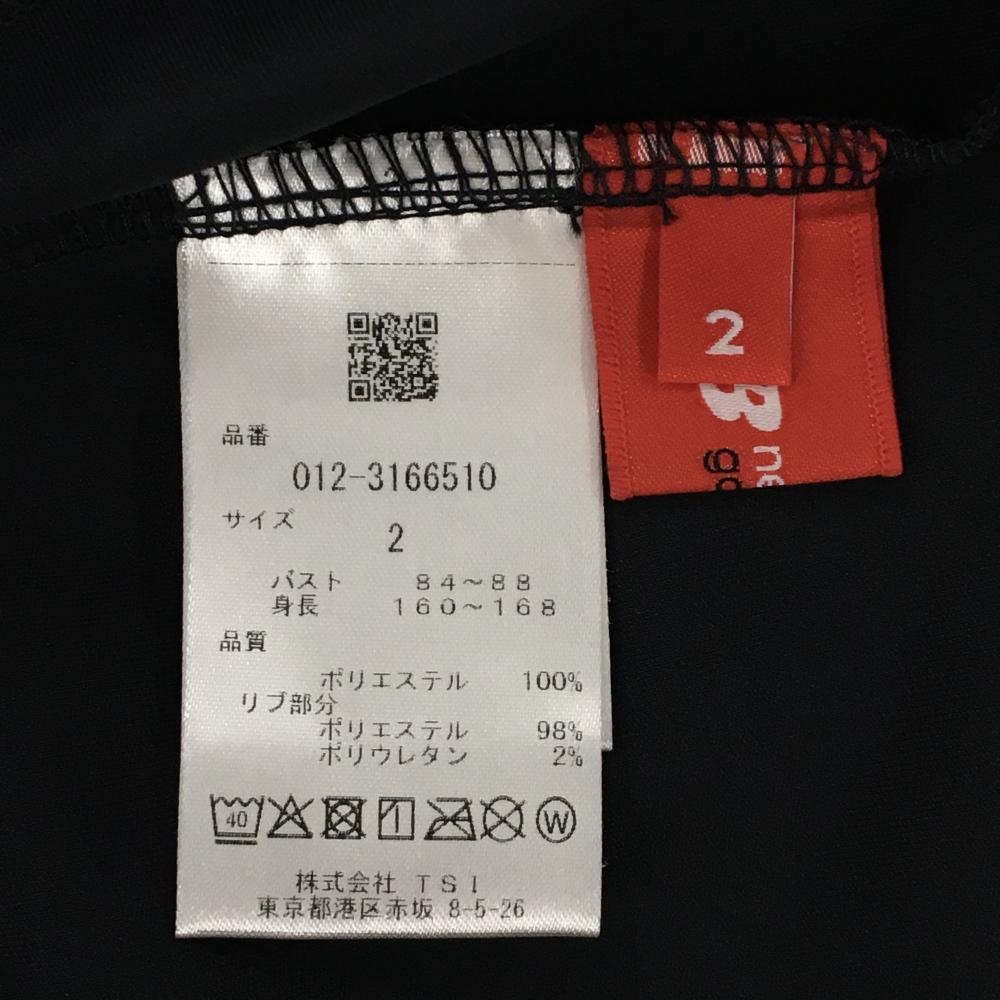 品番
012-3166510
サイズ
2
バスト 84~88
身長 160~168
品質
ポリエステル 100%
リブ部分
ポリエステル 98%
ポリウレタン 2%
40
W
株式会社 TSI
東京都港区赤坂 8-5-26
2